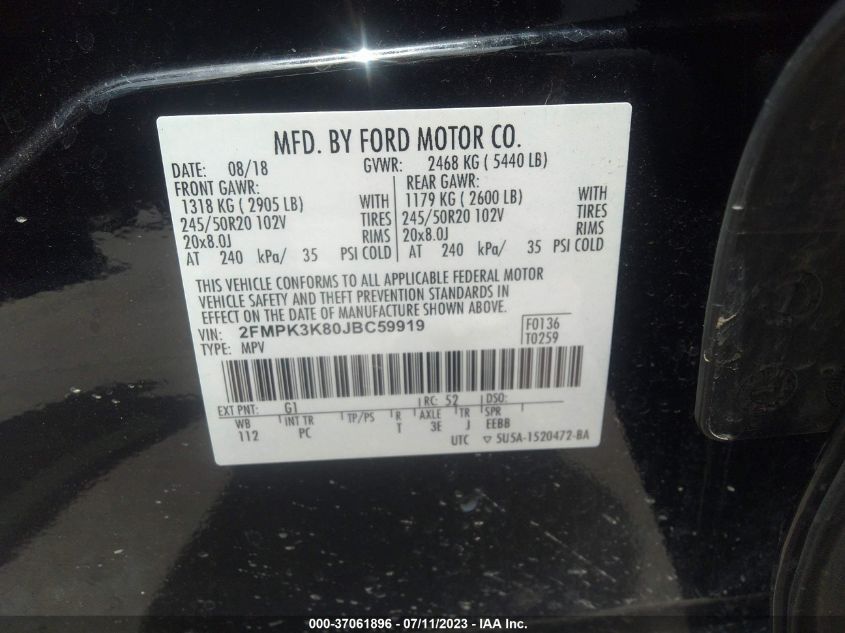 MFD. BY FORD MOTOR CO.
DATE: 08/18 GVWR: 2468 KG ( 5440 LB)
FRONT GAWR: REAR GAWR:
1318 KG ( 2905 LB) WITH 1179 KG ( 2600 LB) WITH
245/50R20 102V TIRES 245/50R20 102V TIRES
20x8.0J RIMS 20x8.0J RIMS
AT 240 kPa/ 35 PSI COLD AT 240 kPa/ 35 PSI COLD
THIS VEHICLE CONFORMS TO ALL APPLICABLE FEDERAL MOTOR
VEHICLE SAFETY AND THEFT PREVENTION STANDARDS IN
EFFECT ON THE DATE OF MANUFACTURE SHOWN ABOVE.
VIN: 2FMPK3K80JBC59919 F0136
TYPE: MPV T0259
EXT PNT: G1 RC: 52 DSO:
WB INT TR TP/PS R AXLE TR SPR
112 PC T 3E J EEBB
UTC ▽ 5U5A-1520472-BA
000-37061896 - 07/11/2023 - IAA Inc.